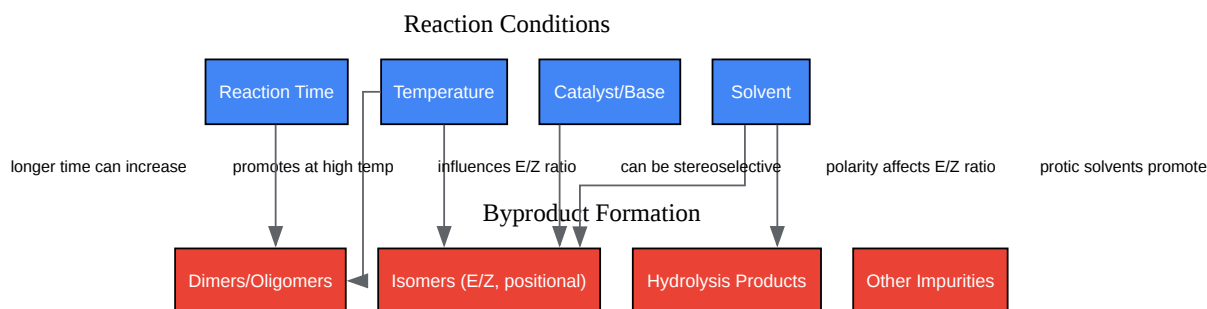 Reaction Conditions
Reaction Time
Temperature
Catalyst/Base
Solvent
longer time can increase
promotes at high temp
influences E/Z ratio
can be stereoselective
polarity affects E/Z ratio
protic solvents promote
Byproduct Formation
Dimers/Oligomers
Isomers (E/Z, positional)
Hydrolysis Products
Other Impurities